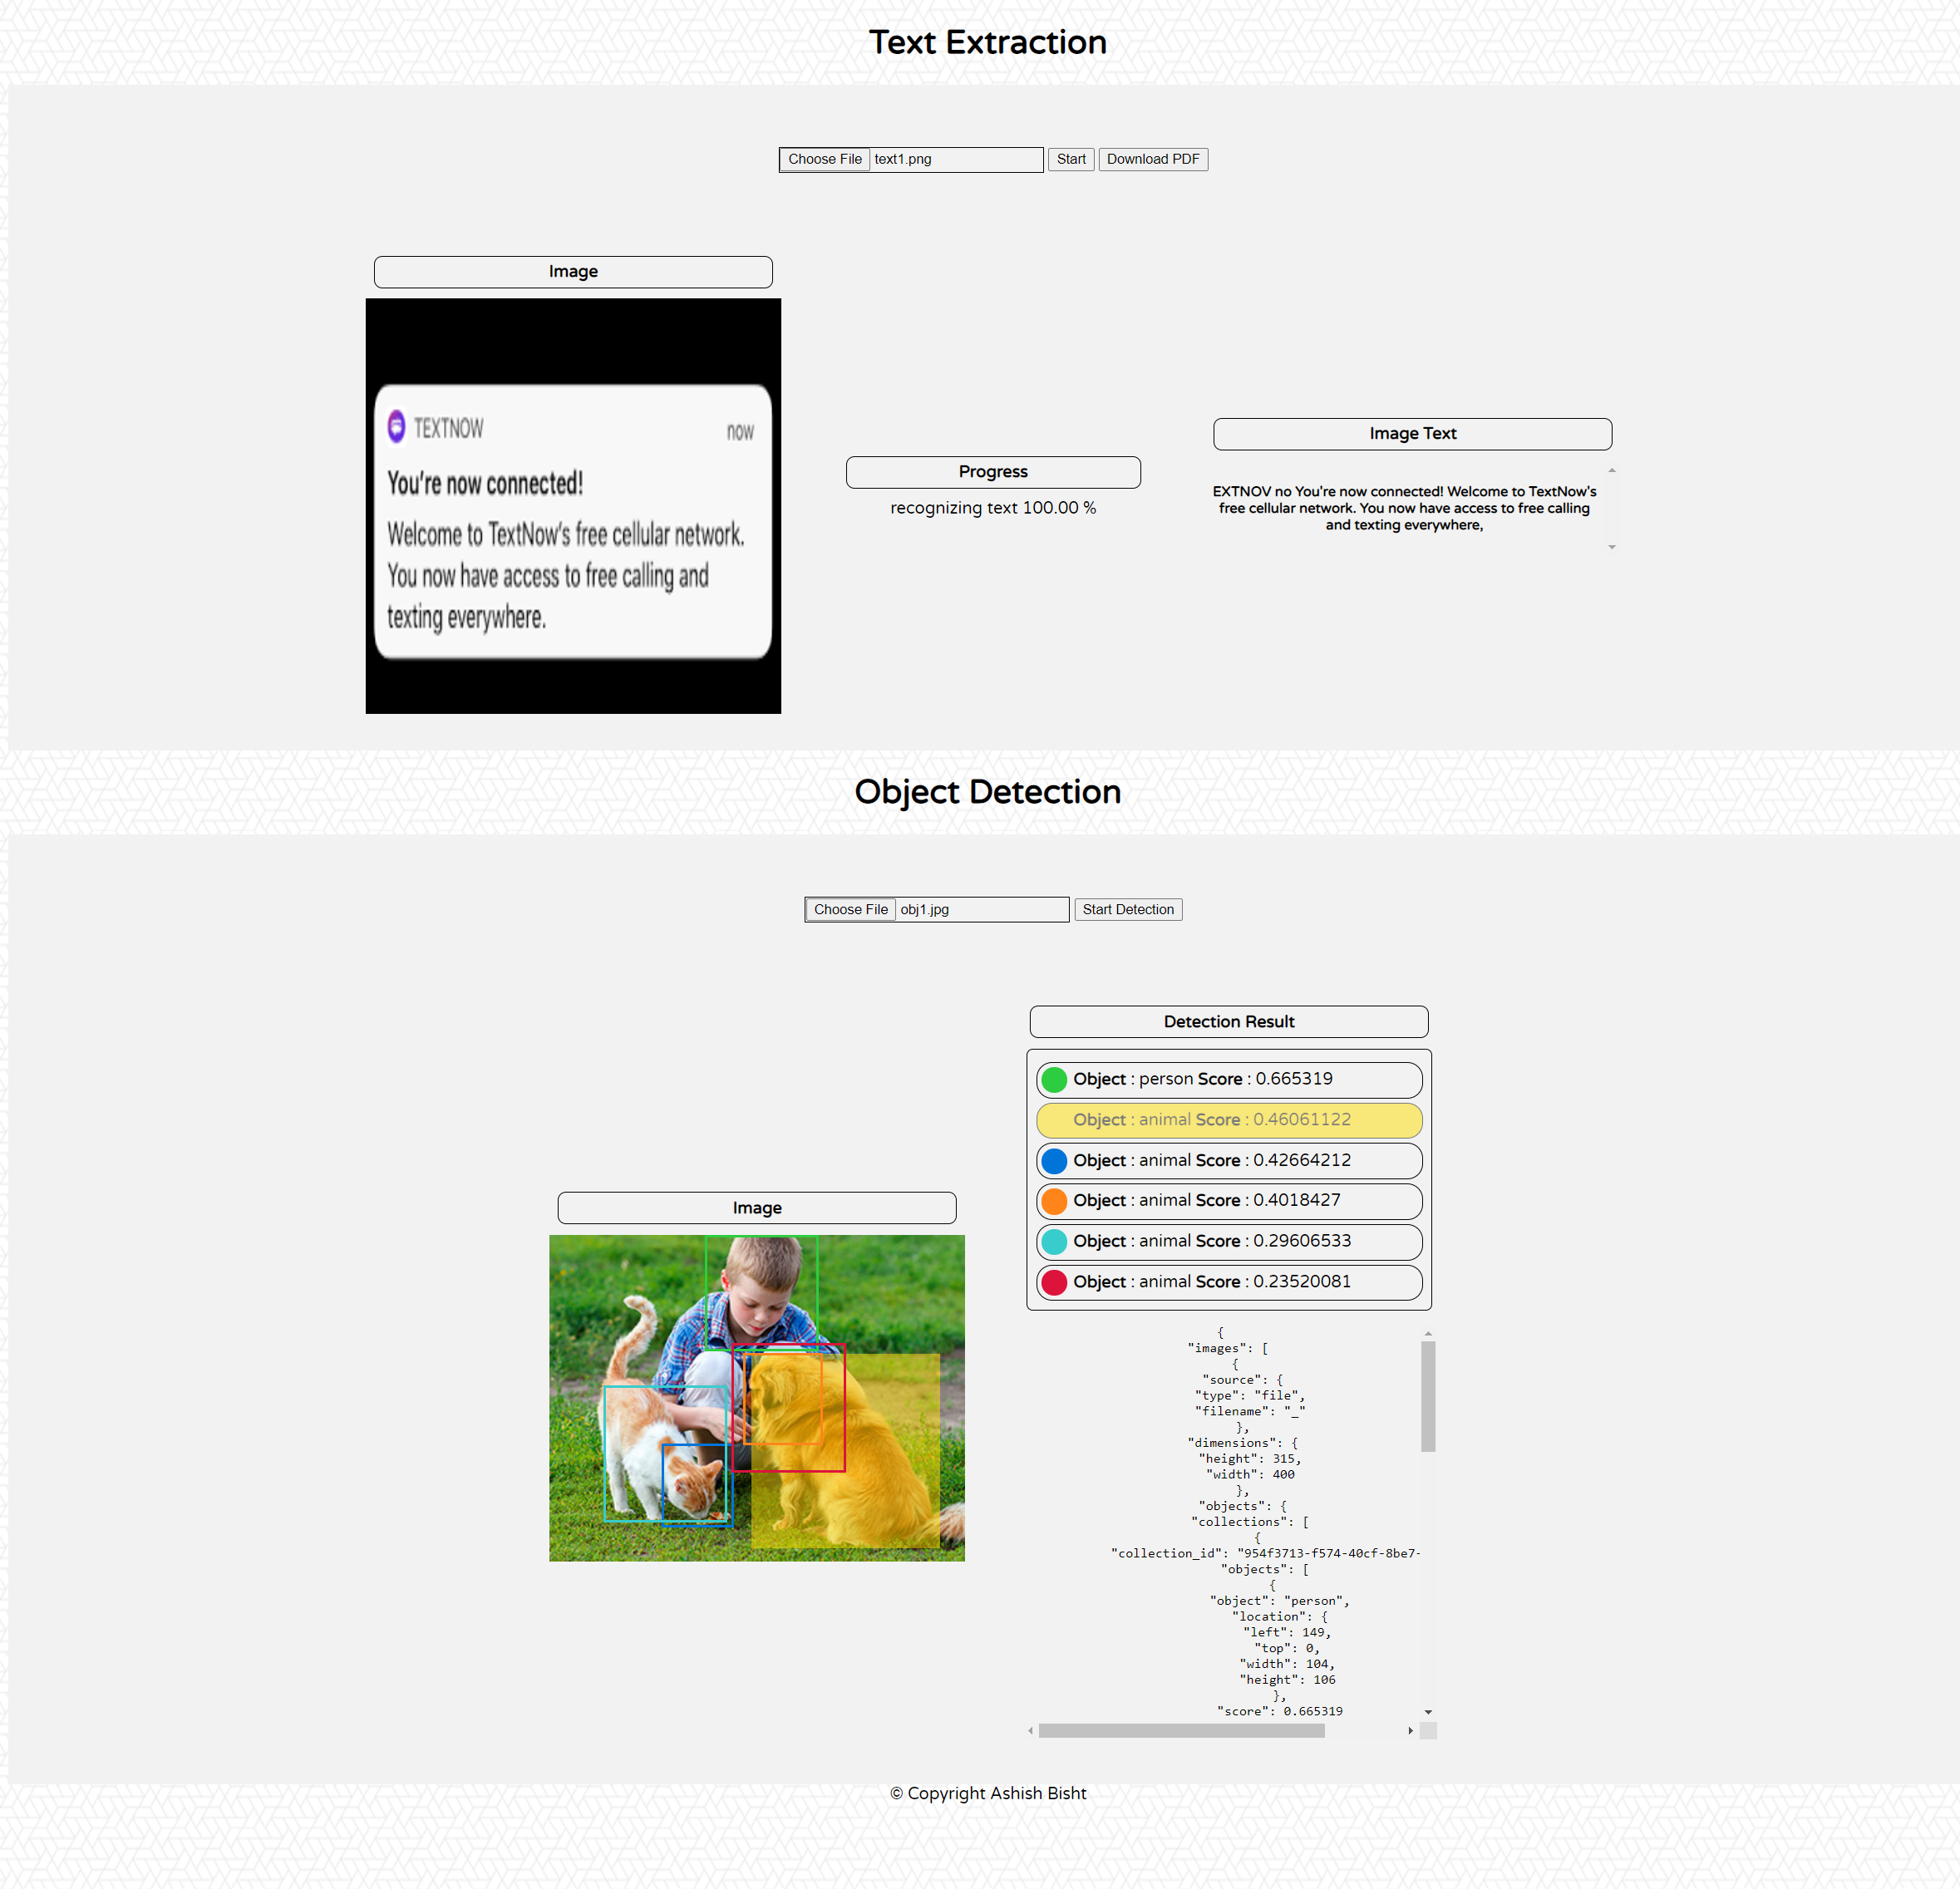 Text Extraction
Choose File text1.png Start Download PDF
Image
TEXTNOW now
You're now connected!
Welcome to TextNow's free cellular network.
You now have access to free calling and
texting everywhere.
Progress
recognizing text 100.00 %
Image Text
EXTNOV no You're now connected! Welcome to TextNow's
free cellular network. You now have access to free calling
and texting everywhere,
Object Detection
Choose File obj1.jpg Start Detection
Image
Detection Result
Object : person Score : 0.665319
Object : animal Score : 0.46061122
Object : animal Score : 0.42664212
Object : animal Score : 0.4018427
Object : animal Score : 0.29606533
Object : animal Score : 0.23520081
{
"images": [
{
"source": {
"type": "file",
"filename": "_"
},
"dimensions": {
"height": 315,
"width": 400
},
"objects": {
"collections": [
{
"collection_id": "954f3713-f574-40cf-8be7-
"objects": [
{
"object": "person",
"location": {
"left": 149,
"top": 0,
"width": 104,
"height": 106
},
"score": 0.665319
© Copyright Ashish Bisht